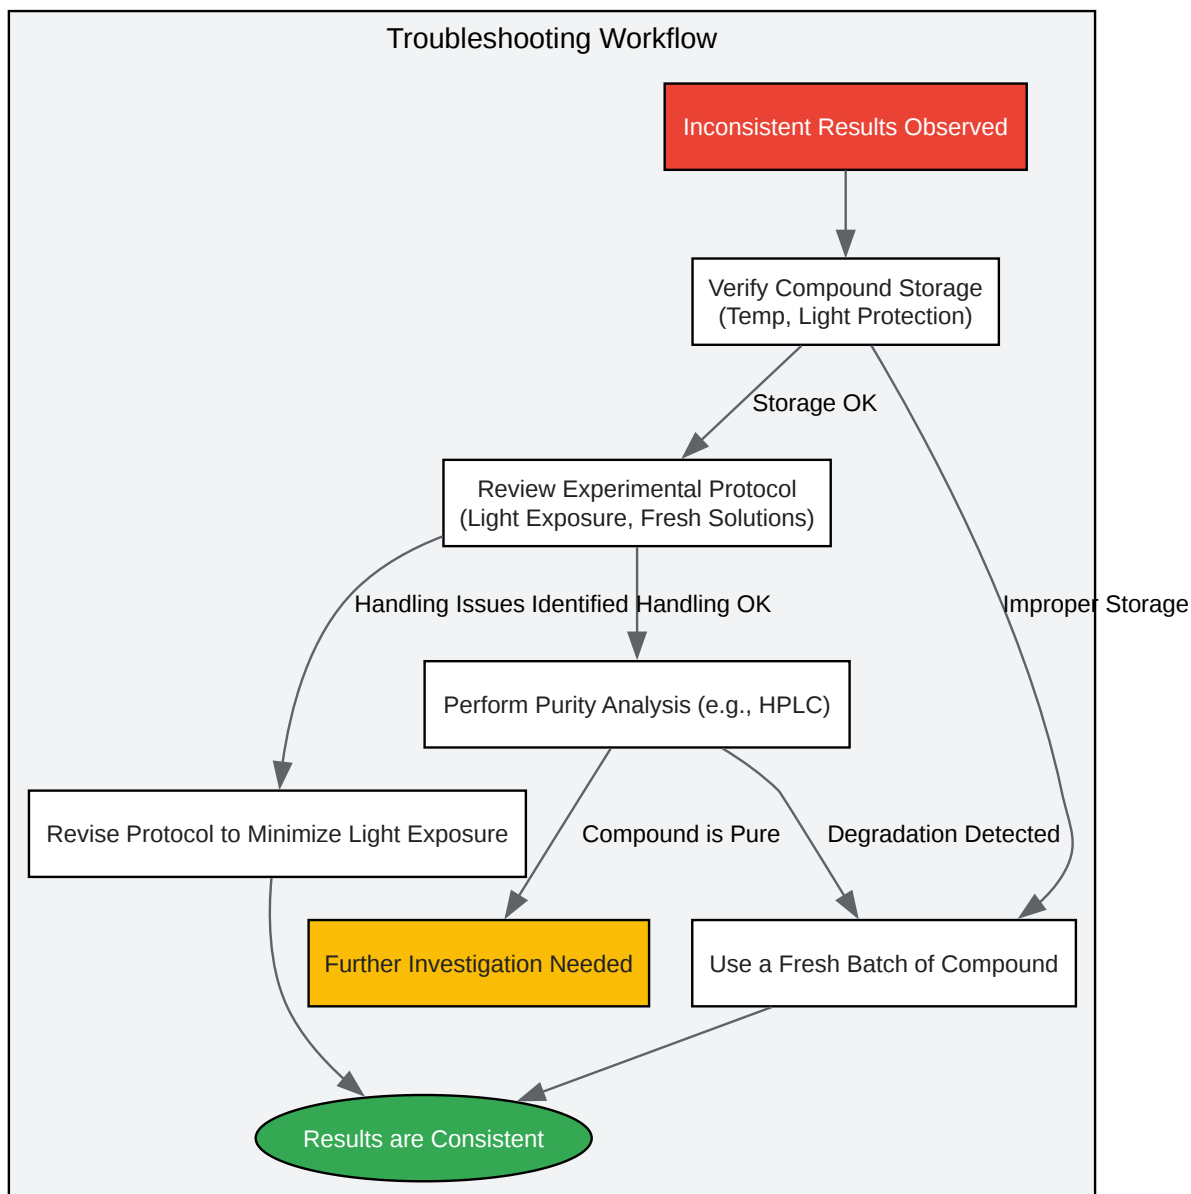 Troubleshooting Workflow
Inconsistent Results Observed
Verify Compound Storage
(Temp, Light Protection)
Storage OK
Review Experimental Protocol
(Light Exposure, Fresh Solutions)
Handling Issues Identified
Handling OK
Improper Storage
Perform Purity Analysis (e.g., HPLC)
Revise Protocol to Minimize Light Exposure
Compound is Pure
Degradation Detected
Further Investigation Needed
Use a Fresh Batch of Compound
Results are Consistent